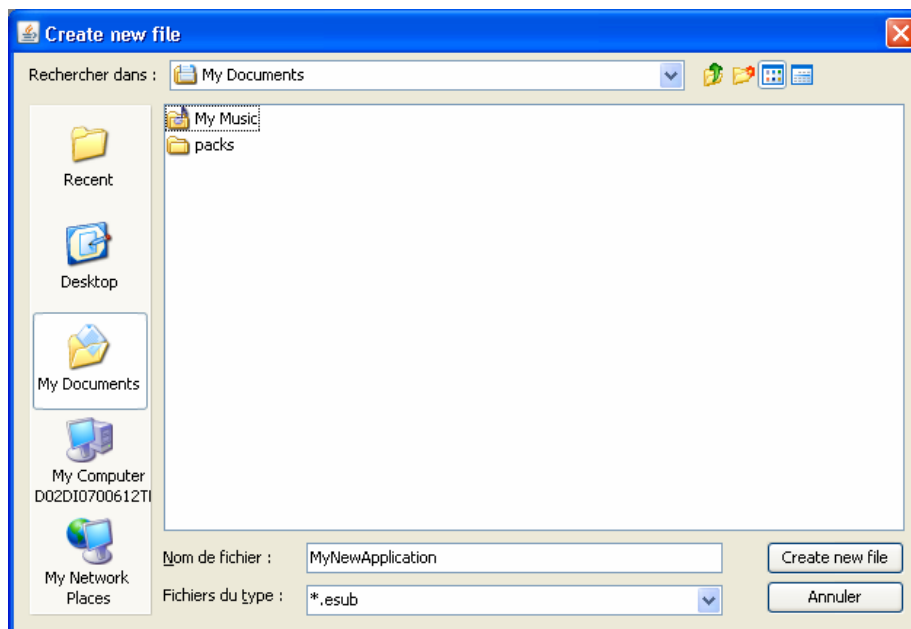 Create new file
Rechercher dans :
My Documents
My Music
packs
Recent
Desktop
My Documents
My Computer
D02DI0700612TI
My Network
Places
Nom de fichier :
MyNewApplication
Create new file
Fichiers du type :
*.esub
Annuler